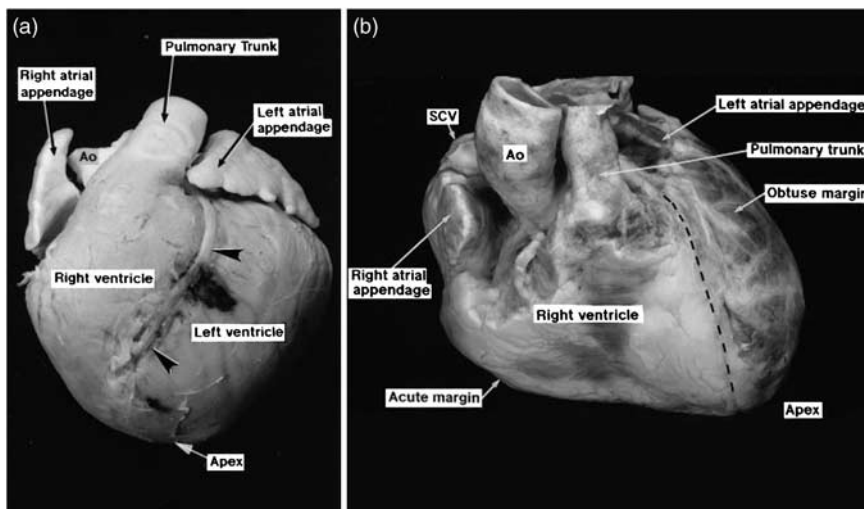 (a)
Pulmonary Trunk
Right atrial
appendage
Left atrial
appendage
Ao
Right ventricle
Left ventricle
Apex
(b)
SCV
Ao
Left atrial appendage
Pulmonary trunk
Obtuse margin
Right atrial
appendage
Right ventricle
Acute margin
Apex